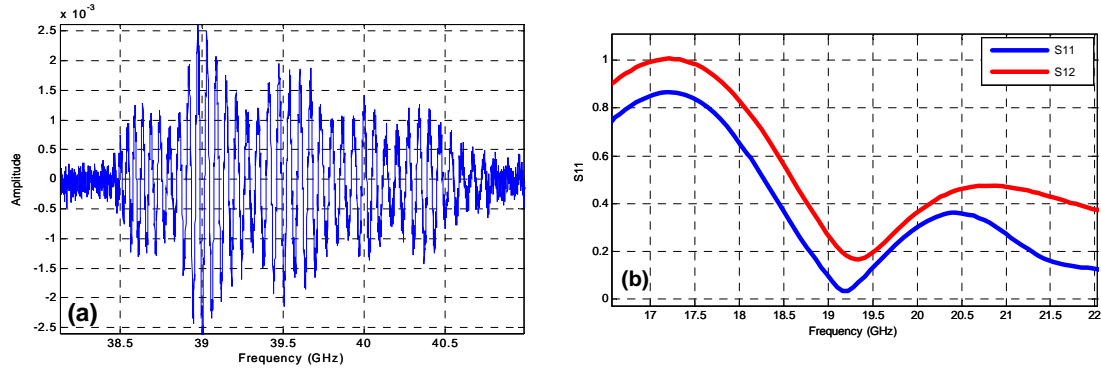 x 10-3
2.5
2
1.5
1
0.5
0
-0.5
-1
-1.5
-2
-2.5
Amplitude
(a)
38.5 39 39.5 40 40.5
Frequency (GHz)
S11
S12
1
0.8
0.6
0.4
0.2
0
S11
(b)
17 17.5 18 18.5 19 19.5 20 20.5 21 21.5 22
Frequency (GHz)